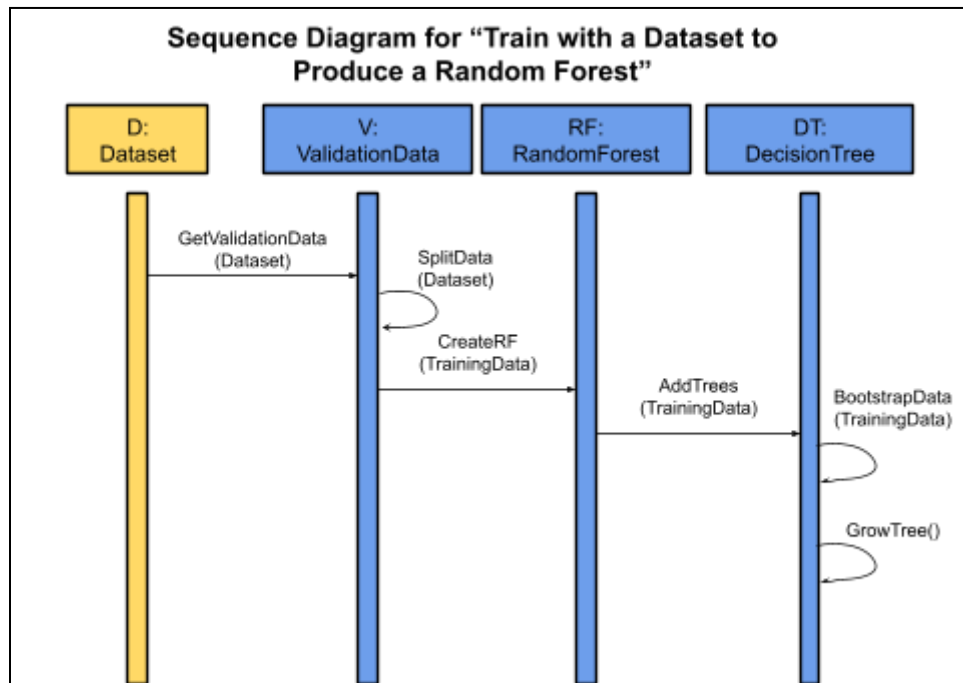 Sequence Diagram for “Train with a Dataset to
Produce a Random Forest”
D:
Dataset
V:
ValidationData
RF:
RandomForest
DT:
DecisionTree
GetValidationData
(Dataset)
SplitData
(Dataset)
CreateRF
(TrainingData)
AddTrees
(TrainingData)
BootstrapData
(TrainingData)
GrowTree()